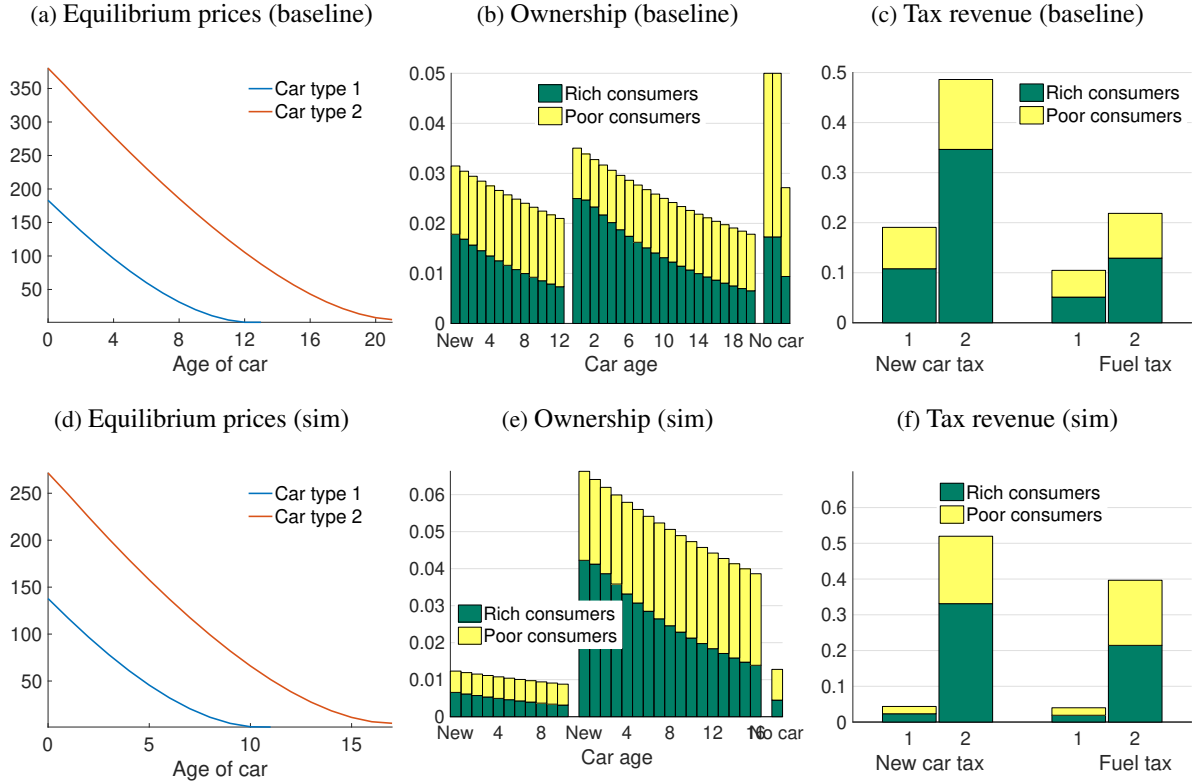 (a) Equilibrium prices (baseline)
350
300
250
200
150
100
50
0 4 8 12 16 20
Age of car
Car type 1
Car type 2
(b) Ownership (baseline)
0.05
0.04
0.03
0.02
0.01
0
New 4 8 12 2 6 10 14 18 No car
Car age
Rich consumers
Poor consumers
(c) Tax revenue (baseline)
0.5
0.4
0.3
0.2
0.1
0
1 2 1 2
New car tax Fuel tax
Rich consumers
Poor consumers
(d) Equilibrium prices (sim)
250
200
150
100
50
0 5 10 15
Age of car
Car type 1
Car type 2
(e) Ownership (sim)
0.06
0.05
0.04
0.03
0.02
0.01
0
New 4 8 New 4 8 12 16 No car
Car age
Rich consumers
Poor consumers
(f) Tax revenue (sim)
0.6
0.5
0.4
0.3
0.2
0.1
0
1 2 1 2
New car tax Fuel tax
Rich consumers
Poor consumers